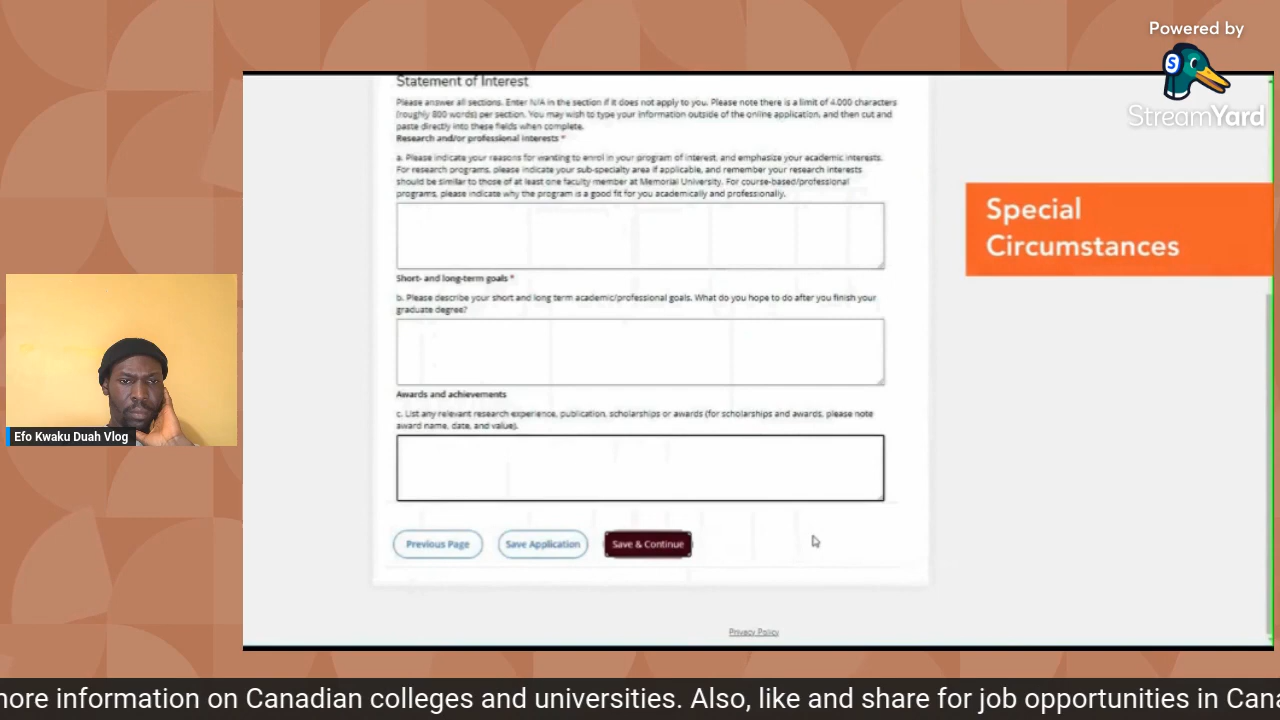 Powered by
StreamYard
Statement of Interest
Please answer all sections. Enter N/A in the section if it does not apply to you. Please note there is a limit of 4,000 characters
(roughly 800 words) per section. You may wish to type your information outside of the online application, and then cut and
paste directly into these fields when complete.
Research and/or professional interests *
a. Please indicate your reasons for wanting to enrol in your program of interest, and emphasize your academic interests.
For research programs, please indicate your sub-specialty area if applicable, and remember your research interests
should be similar to those of at least one faculty member at Memorial University. For course-based/professional
programs, please indicate why the program is a good fit for you academically and professionally.
Special
Circumstances
Short- and long-term goals *
b. Please describe your short and long term academic/professional goals. What do you hope to do after you finish your
graduate degree?
Awards and achievements
c. List any relevant research experience, publication, scholarships or awards (for scholarships and awards, please note
award name, date, and value).
Efo Kwaku Duah Vlog
Previous Page
Save Application
Save & Continue
Privacy Policy
nore information on Canadian colleges and universities. Also, like and share for job opportunities in Cana